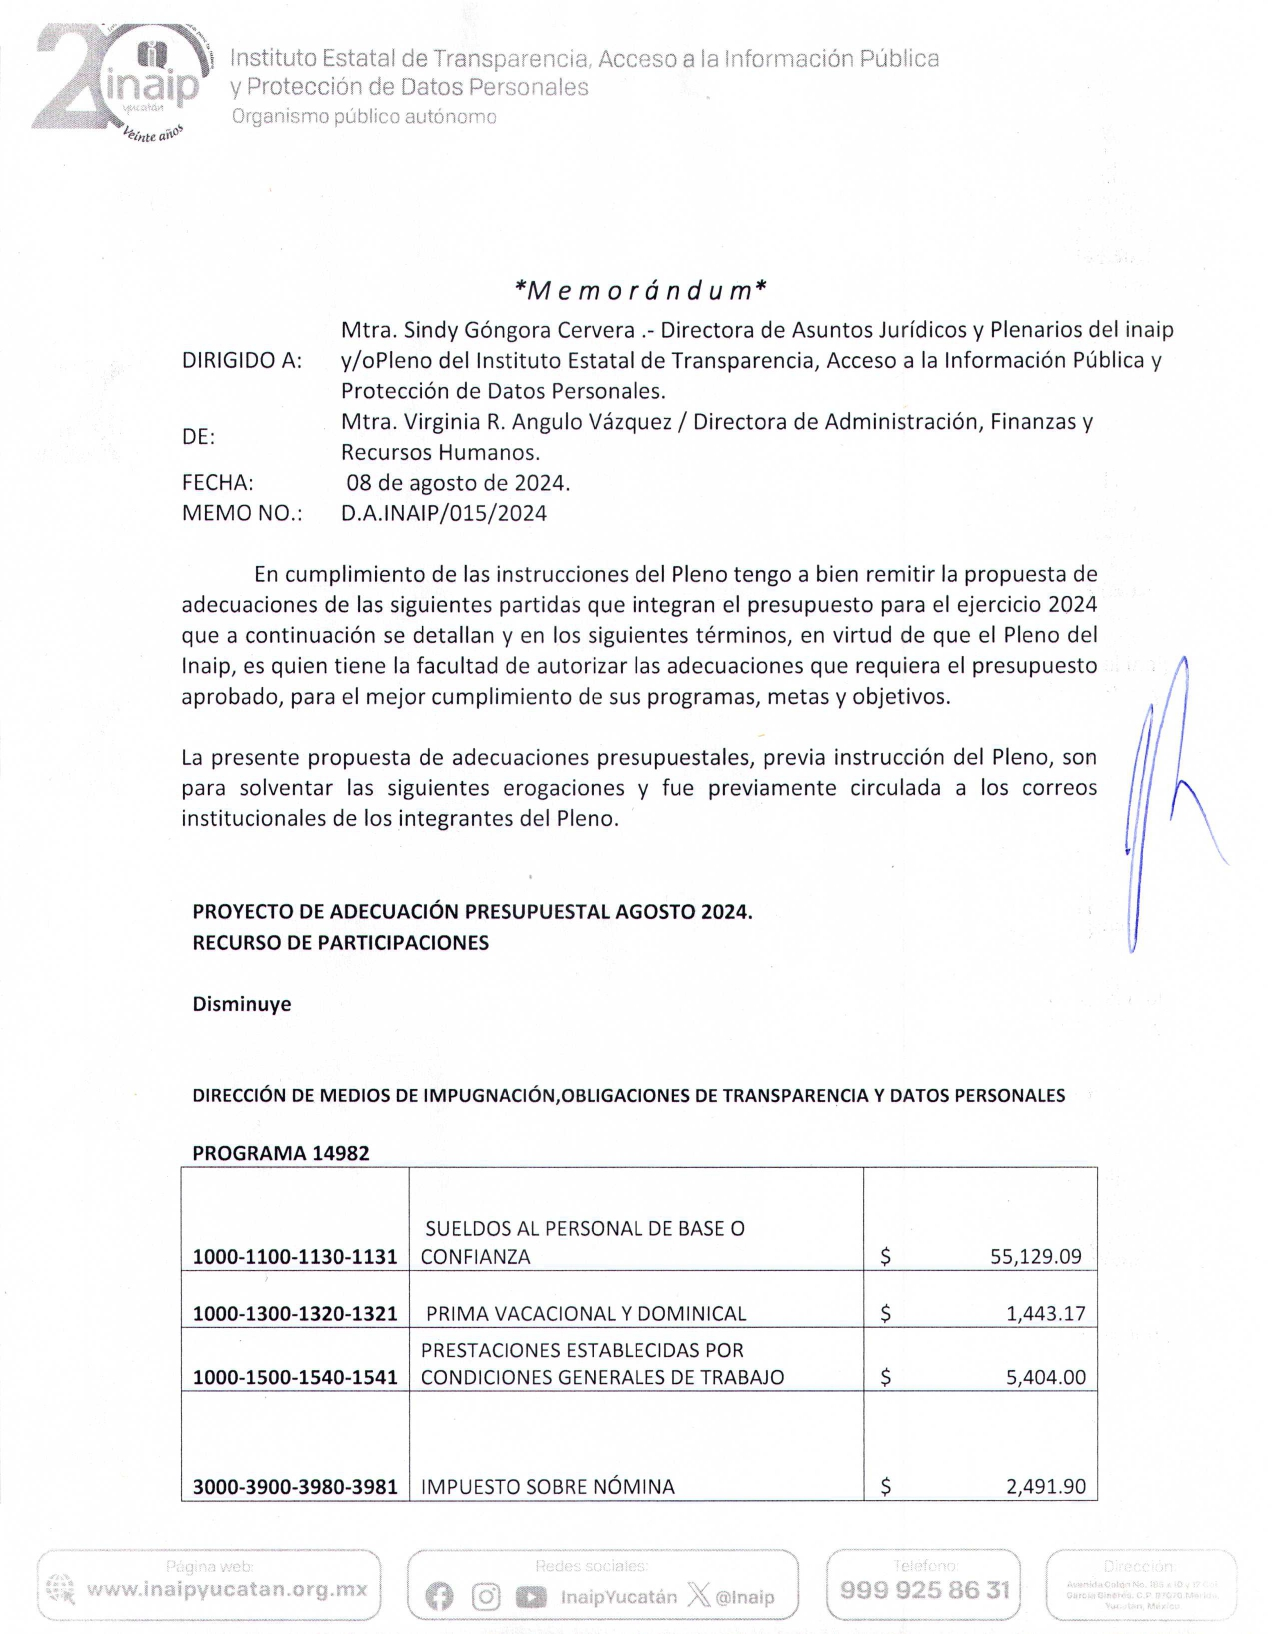 20 inaip
yucatán
Veinte años
Instituto Estatal de Transparencia, Acceso a la Información Pública
y Protección de Datos Personales
Organismo público autónomo
*Memorándum*
DIRIGIDO A: Mtra. Sindy Góngora Cervera .- Directora de Asuntos Jurídicos y Plenarios del inaip
y/oPleno del Instituto Estatal de Transparencia, Acceso a la Información Pública y
Protección de Datos Personales.
DE: Mtra. Virginia R. Angulo Vázquez / Directora de Administración, Finanzas y
Recursos Humanos.
FECHA: 08 de agosto de 2024.
MEMO NO.: D.A.INAIP/015/2024
En cumplimiento de las instrucciones del Pleno tengo a bien remitir la propuesta de
adecuaciones de las siguientes partidas que integran el presupuesto para el ejercicio 2024
que a continuación se detallan y en los siguientes términos, en virtud de que el Pleno del
Inaip, es quien tiene la facultad de autorizar las adecuaciones que requiera el presupuesto
aprobado, para el mejor cumplimiento de sus programas, metas y objetivos.
La presente propuesta de adecuaciones presupuestales, previa instrucción del Pleno, son
para solventar las siguientes erogaciones y fue previamente circulada a los correos
institucionales de los integrantes del Pleno.
PROYECTO DE ADECUACIÓN PRESUPUESTAL AGOSTO 2024.
RECURSO DE PARTICIPACIONES
Disminuye
DIRECCIÓN DE MEDIOS DE IMPUGNACIÓN,OBLIGACIONES DE TRANSPARENCIA Y DATOS PERSONALES
PROGRAMA 14982
SUELDOS AL PERSONAL DE BASE O
1000-1100-1130-1131 CONFIANZA $ 55,129.09
1000-1300-1320-1321 PRIMA VACACIONAL Y DOMINICAL $ 1,443.17
PRESTACIONES ESTABLECIDAS POR
1000-1500-1540-1541 CONDICIONES GENERALES DE TRABAJO $ 5,404.00
3000-3900-3980-3981 IMPUESTO SOBRE NÓMINA $ 2,491.90
Página web:
www.inaipyucatan.org.mx
Redes sociales:
InaipYucatán @Inaip
Teléfono:
999 925 86 31
Dirección:
Avenida Colón No. 185
García Ginerés, C.P. 97070
Yucatán, México